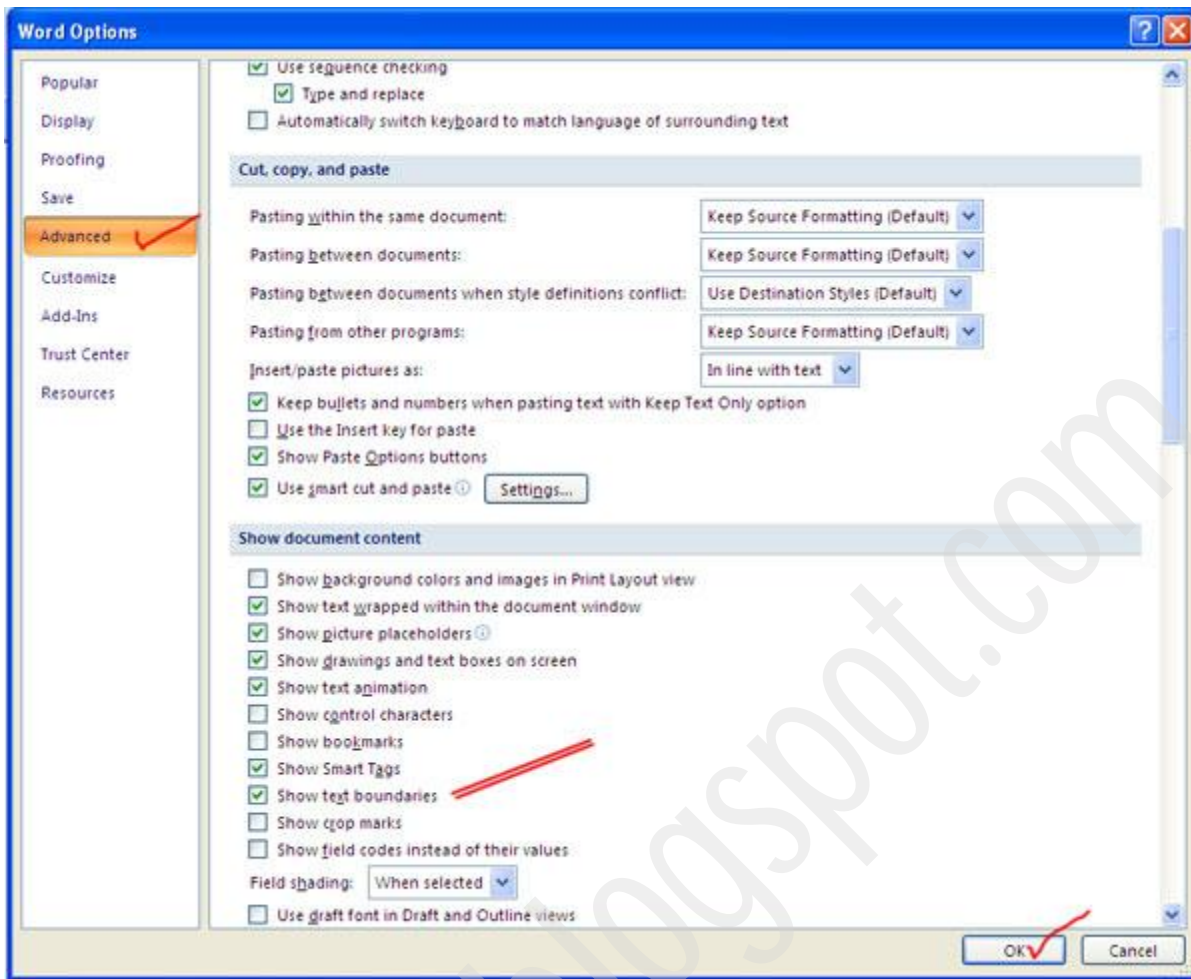 Word Options
Popular
Display
Proofing
Save
Advanced
Customize
Add-Ins
Trust Center
Resources
Use sequence checking
Type and replace
Automatically switch keyboard to match language of surrounding text
Cut, copy, and paste
Pasting within the same document: Keep Source Formatting (Default)
Pasting between documents: Keep Source Formatting (Default)
Pasting between documents when style definitions conflict: Use Destination Styles (Default)
Pasting from other programs: Keep Source Formatting (Default)
Insert/paste pictures as: In line with text
Keep bullets and numbers when pasting text with Keep Text Only option
Use the Insert key for paste
Show Paste Options buttons
Use smart cut and paste Settings...
Show document content
Show background colors and images in Print Layout view
Show text wrapped within the document window
Show picture placeholders
Show drawings and text boxes on screen
Show text animation
Show control characters
Show bookmarks
Show Smart Tags
Show text boundaries
Show crop marks
Show field codes instead of their values
Field shading: When selected
Use draft font in Draft and Outline views
OK Cancel
logspot.com